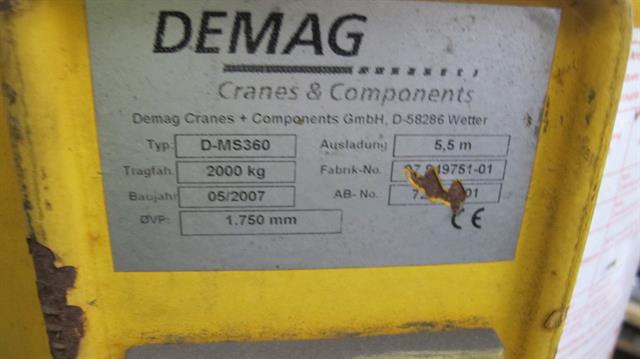 DEMAG
Cranes & Components
Demag Cranes + Components GmbH, D-58286 Wetter
Typ: D-MS360 Ausladung 5,5 m
Tragfah. 2000 kg Fabrik-No.
Baujahr 05/2007 AB- No.:
ØVP: 1.750 mm CE